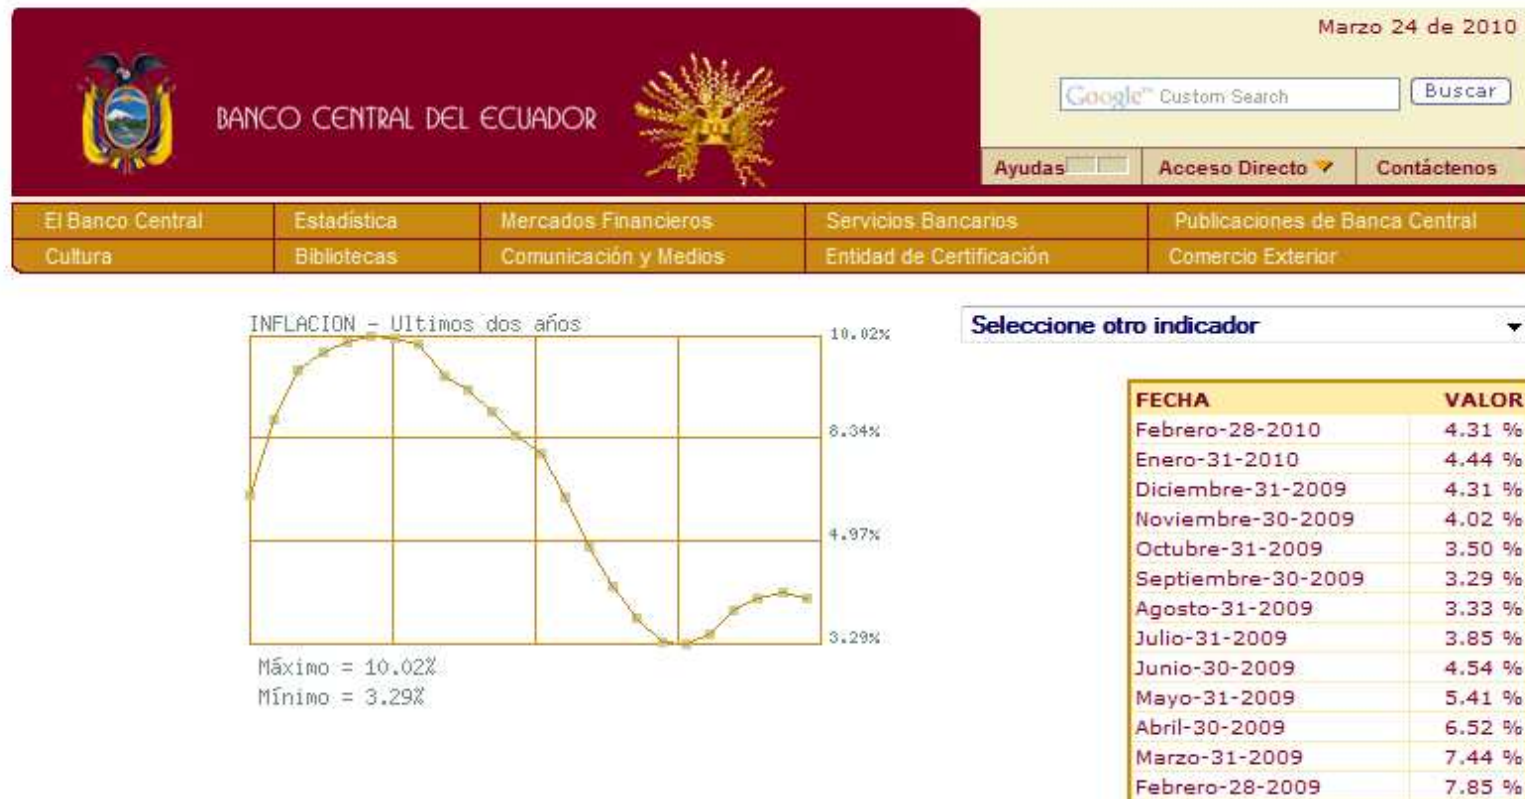 Marzo 24 de 2010
BANCO CENTRAL DEL ECUADOR
Google™ Custom Search
Buscar
Ayudas Acceso Directo Contáctenos
El Banco Central Estadística Mercados Financieros Servicios Bancarios Publicaciones de Banca Central
Cultura Bibliotecas Comunicación y Medios Entidad de Certificación Comercio Exterior
INFLACION - Ultimos dos años
10.02%
8.34%
4.97%
3.29%
Máximo = 10.02%
Mínimo = 3.29%
Seleccione otro indicador
FECHA VALOR
Febrero-28-2010 4.31 %
Enero-31-2010 4.44 %
Diciembre-31-2009 4.31 %
Noviembre-30-2009 4.02 %
Octubre-31-2009 3.50 %
Septiembre-30-2009 3.29 %
Agosto-31-2009 3.33 %
Julio-31-2009 3.85 %
Junio-30-2009 4.54 %
Mayo-31-2009 5.41 %
Abril-30-2009 6.52 %
Marzo-31-2009 7.44 %
Febrero-28-2009 7.85 %